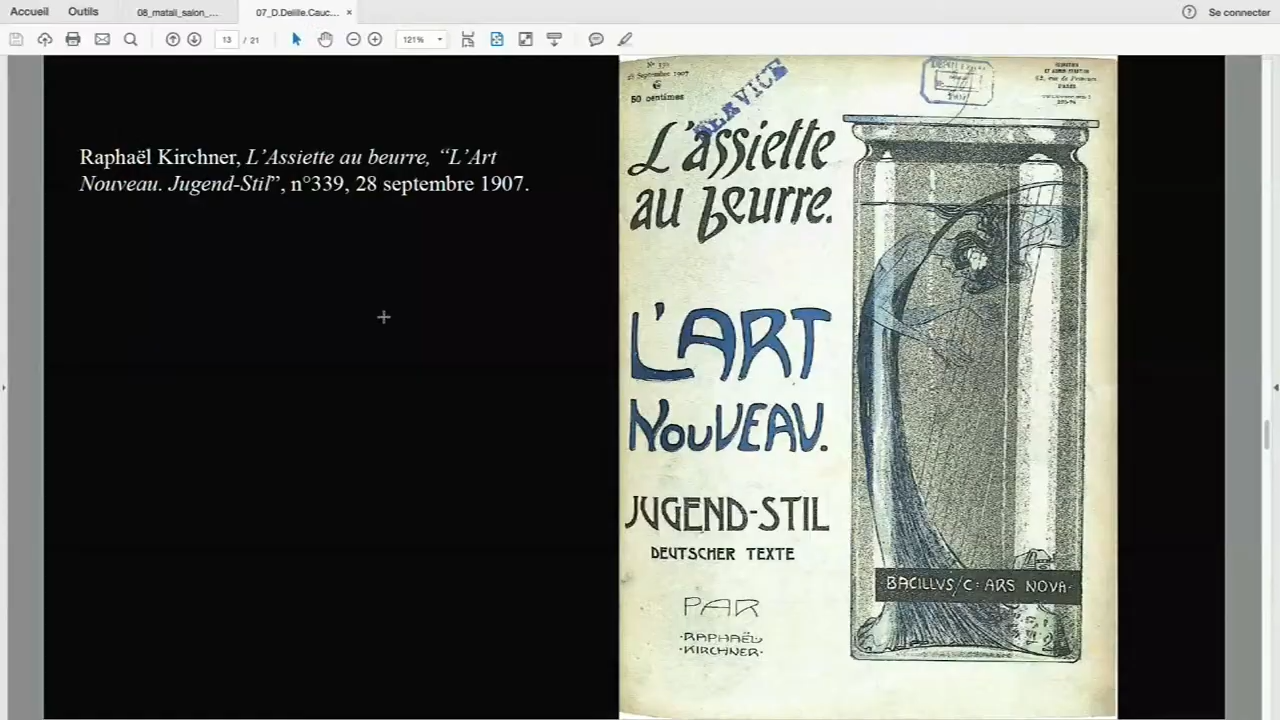 Accueil Outils 08_matali_salon_... 07_D.Delille.Cauc... × ? Se connecter
13 / 21 121%
Raphaël Kirchner, L'Assiette au beurre, “L'Art
Nouveau. Jugend-Stil”, n°339, 28 septembre 1907.
Septembre 1907
50 centimes
SERVICE
L'assiette
au beurre.
L'ART
NOUVEAU.
JUGEND-STIL
DEUTSCHER TEXTE
PAR
·RAPHAËL
·KIRCHNER·
BACILLVS/C: ARS NOVA·